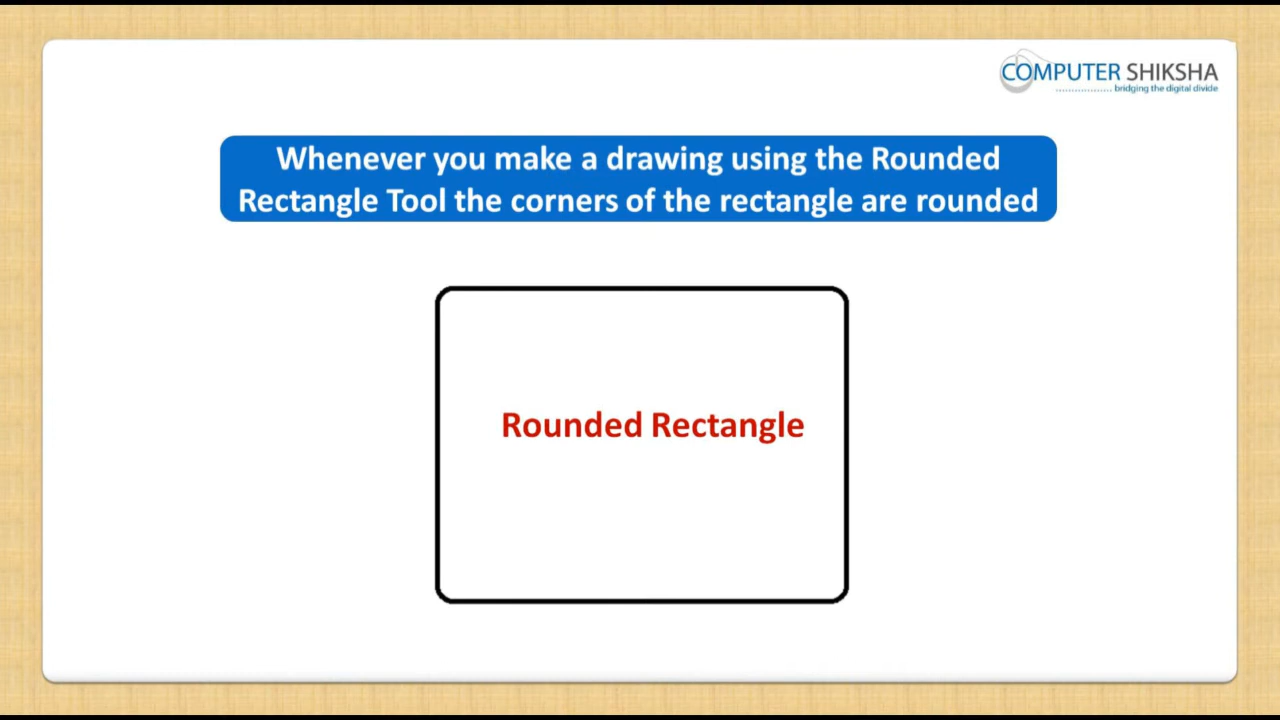 COMPUTER SHIKSHA
bridging the digital divide
Whenever you make a drawing using the Rounded
Rectangle Tool the corners of the rectangle are rounded
Rounded Rectangle